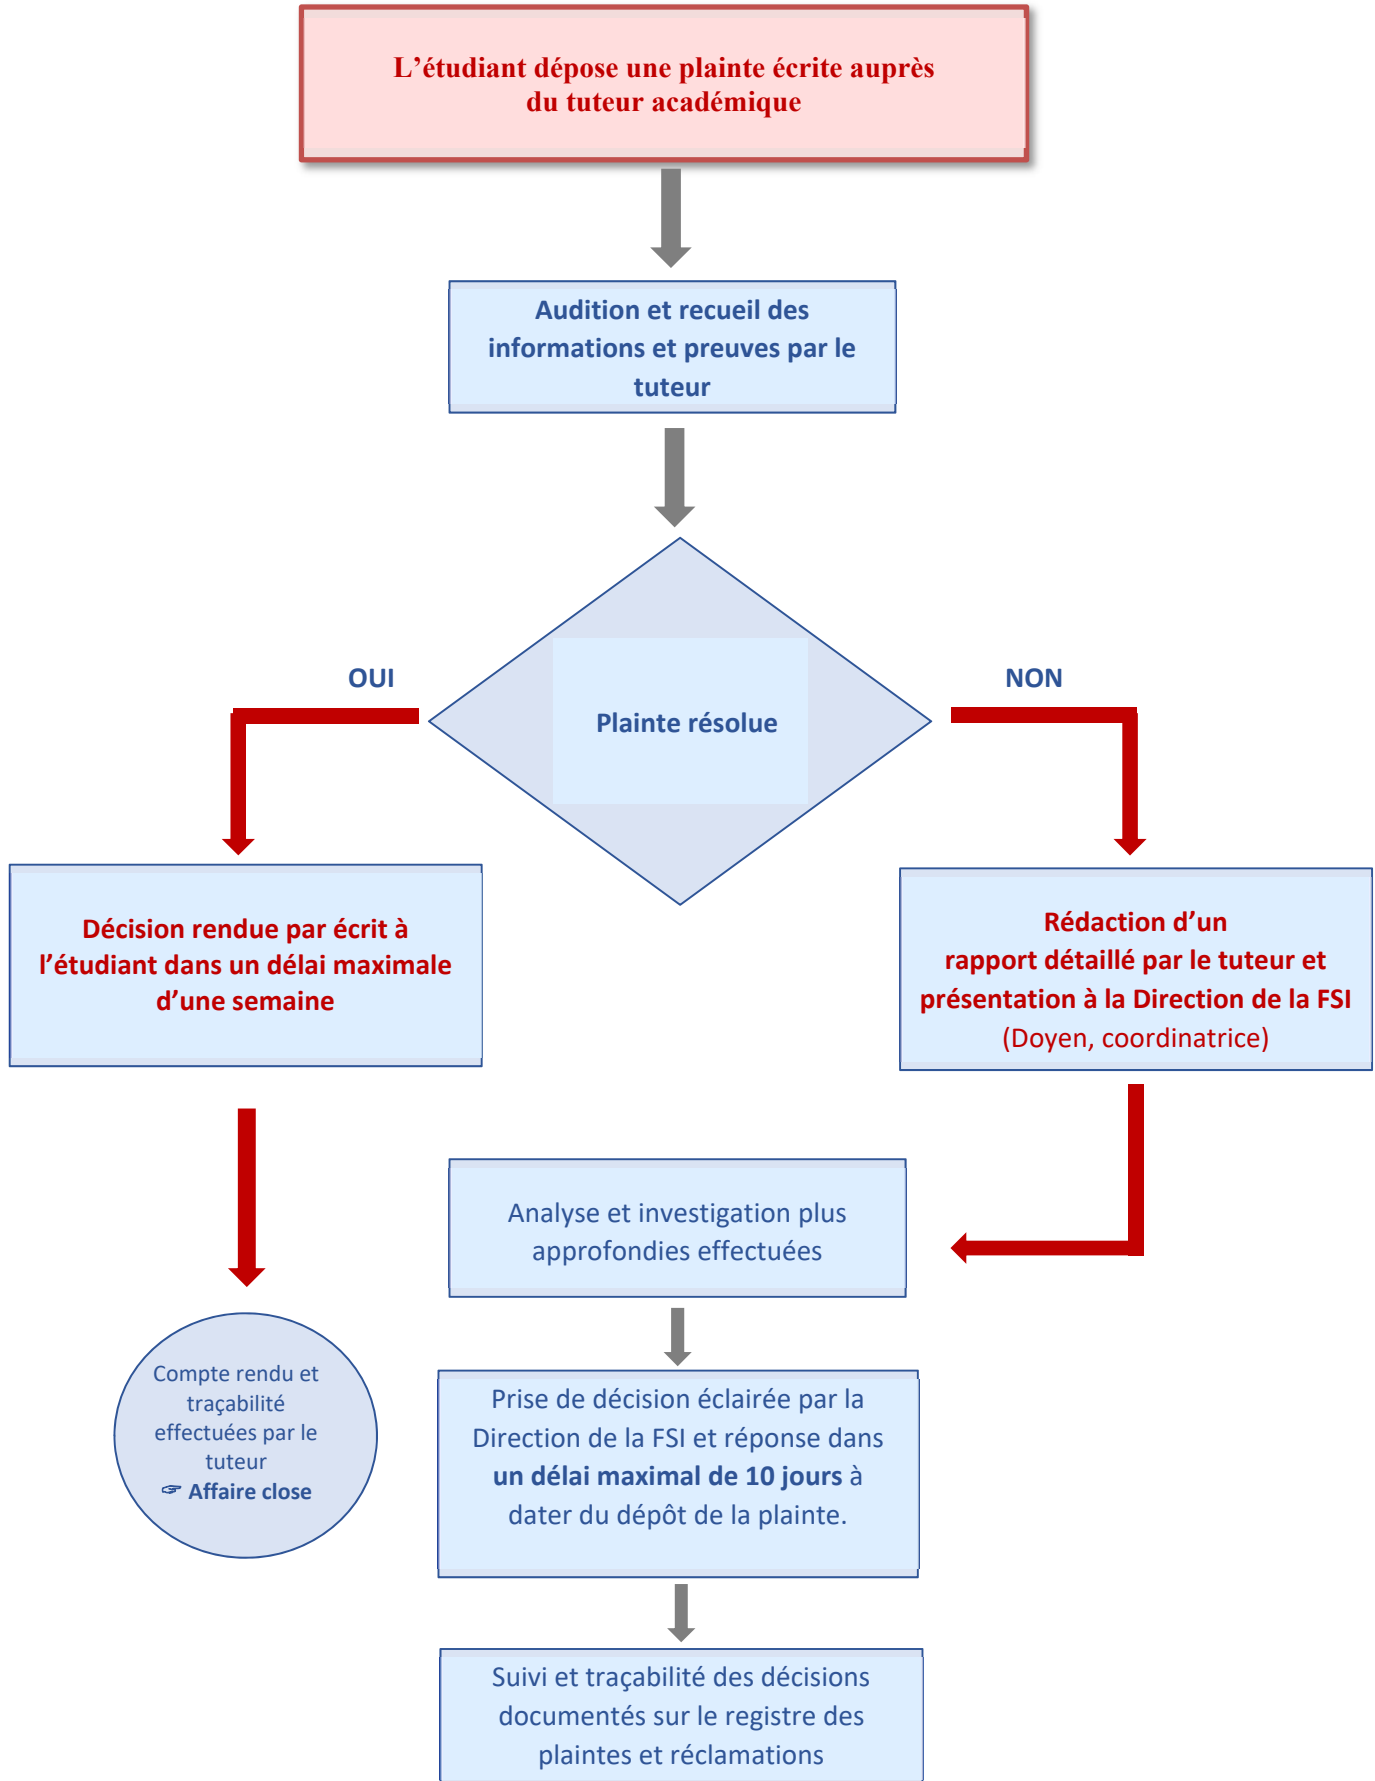 L’étudiant dépose une plainte écrite auprès
du tuteur académique
Audition et recueil des
informations et preuves par le
tuteur
OUI
NON
Plainte résolue
Décision rendue par écrit à
l’étudiant dans un délai maximale
d’une semaine
Rédaction d’un
rapport détaillé par le tuteur et
présentation à la Direction de la FSI
(Doyen, coordinatrice)
Analyse et investigation plus
approfondies effectuées
Compte rendu et
traçabilité
effectuées par le
tuteur
☞ Affaire close
Prise de décision éclairée par la
Direction de la FSI et réponse dans
un délai maximal de 10 jours à
dater du dépôt de la plainte.
Suivi et traçabilité des décisions
documentés sur le registre des
plaintes et réclamations